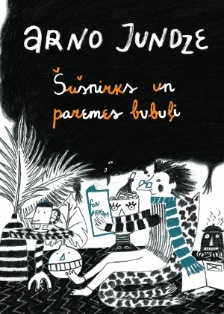 ARNO JUNDZE
Šušnirks un
paremes bubuļi